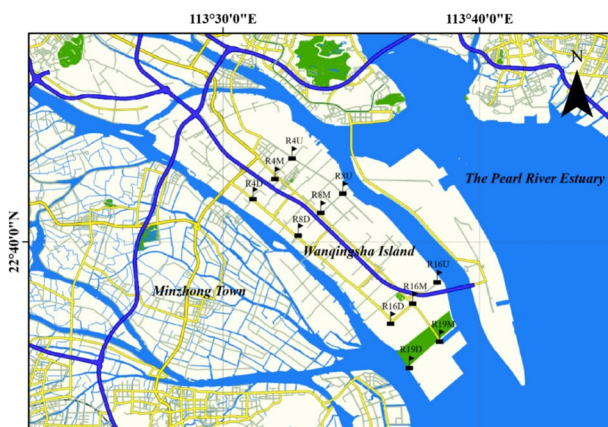 113°30'0"E
113°40'0"E
N
R4U
R4M
R8U
The Pearl River Estuary
R4D
R8M
R8D
22°40'0"N
Wanqingsha Island
R16U
Minzhong Town
R16M
R16D
R19M
R19D